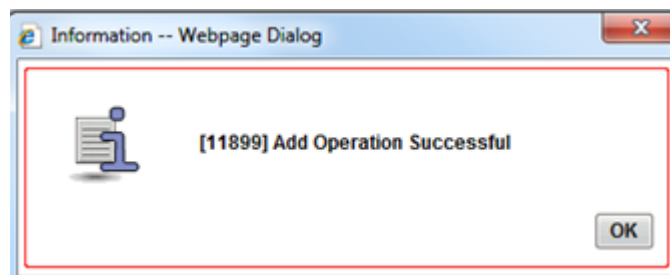 Information -- Webpage Dialog
[11899] Add Operation Successful
OK